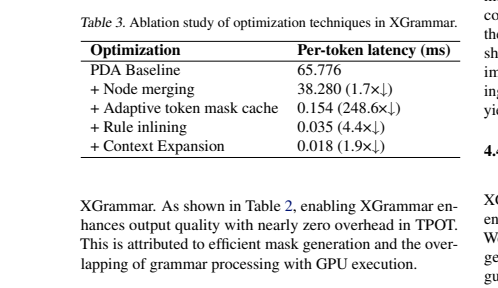 Table 3. Ablation study of optimization techniques in XGrammar.
Optimization Per-token latency (ms)
PDA Baseline 65.776
+ Node merging 38.280 (1.7×↓)
+ Adaptive token mask cache 0.154 (248.6×↓)
+ Rule inlining 0.035 (4.4×↓)
+ Context Expansion 0.018 (1.9×↓)
XGrammar. As shown in Table 2, enabling XGrammar en-
hances output quality with nearly zero overhead in TPOT.
This is attributed to efficient mask generation and the over-
lapping of grammar processing with GPU execution.